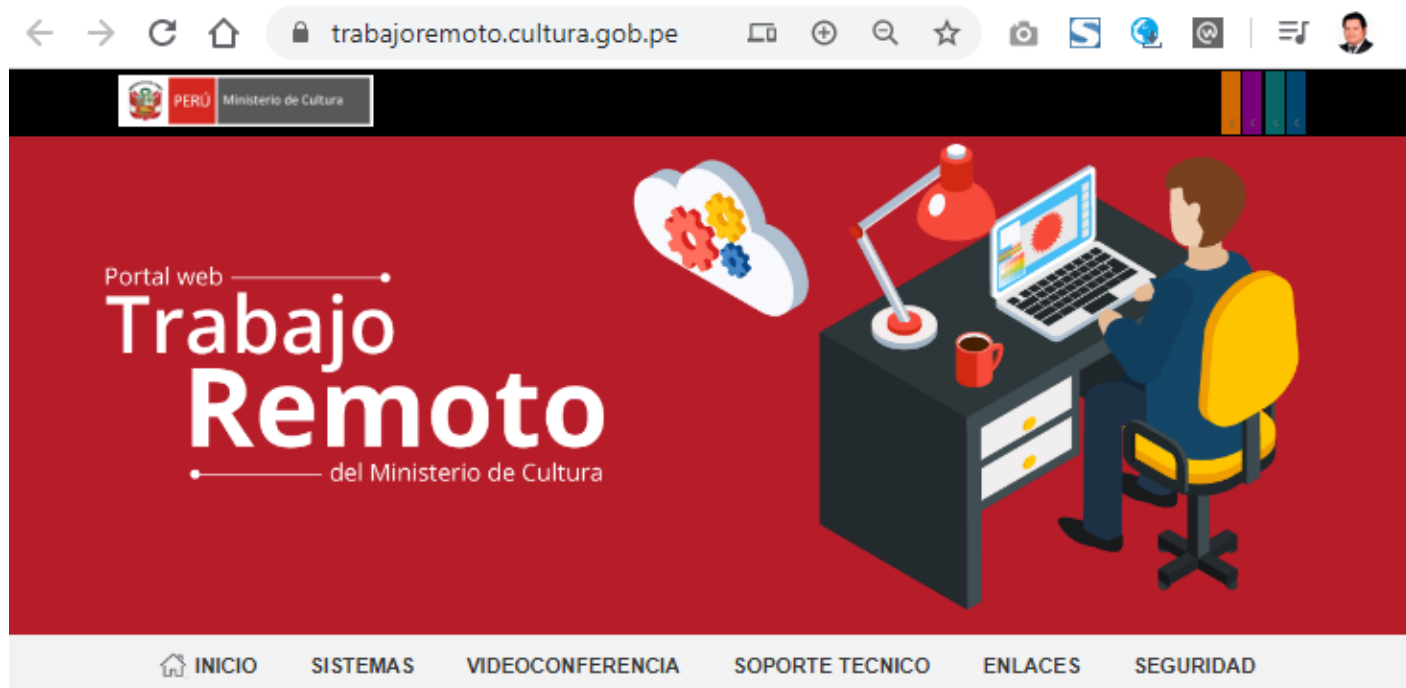 trabajoremoto.cultura.gob.pe
PERÚ Ministerio de Cultura
Portal web
Trabajo
Remoto
del Ministerio de Cultura
INICIO SISTEMAS VIDEOCONFERENCIA SOPORTE TECNICO ENLACES SEGURIDAD